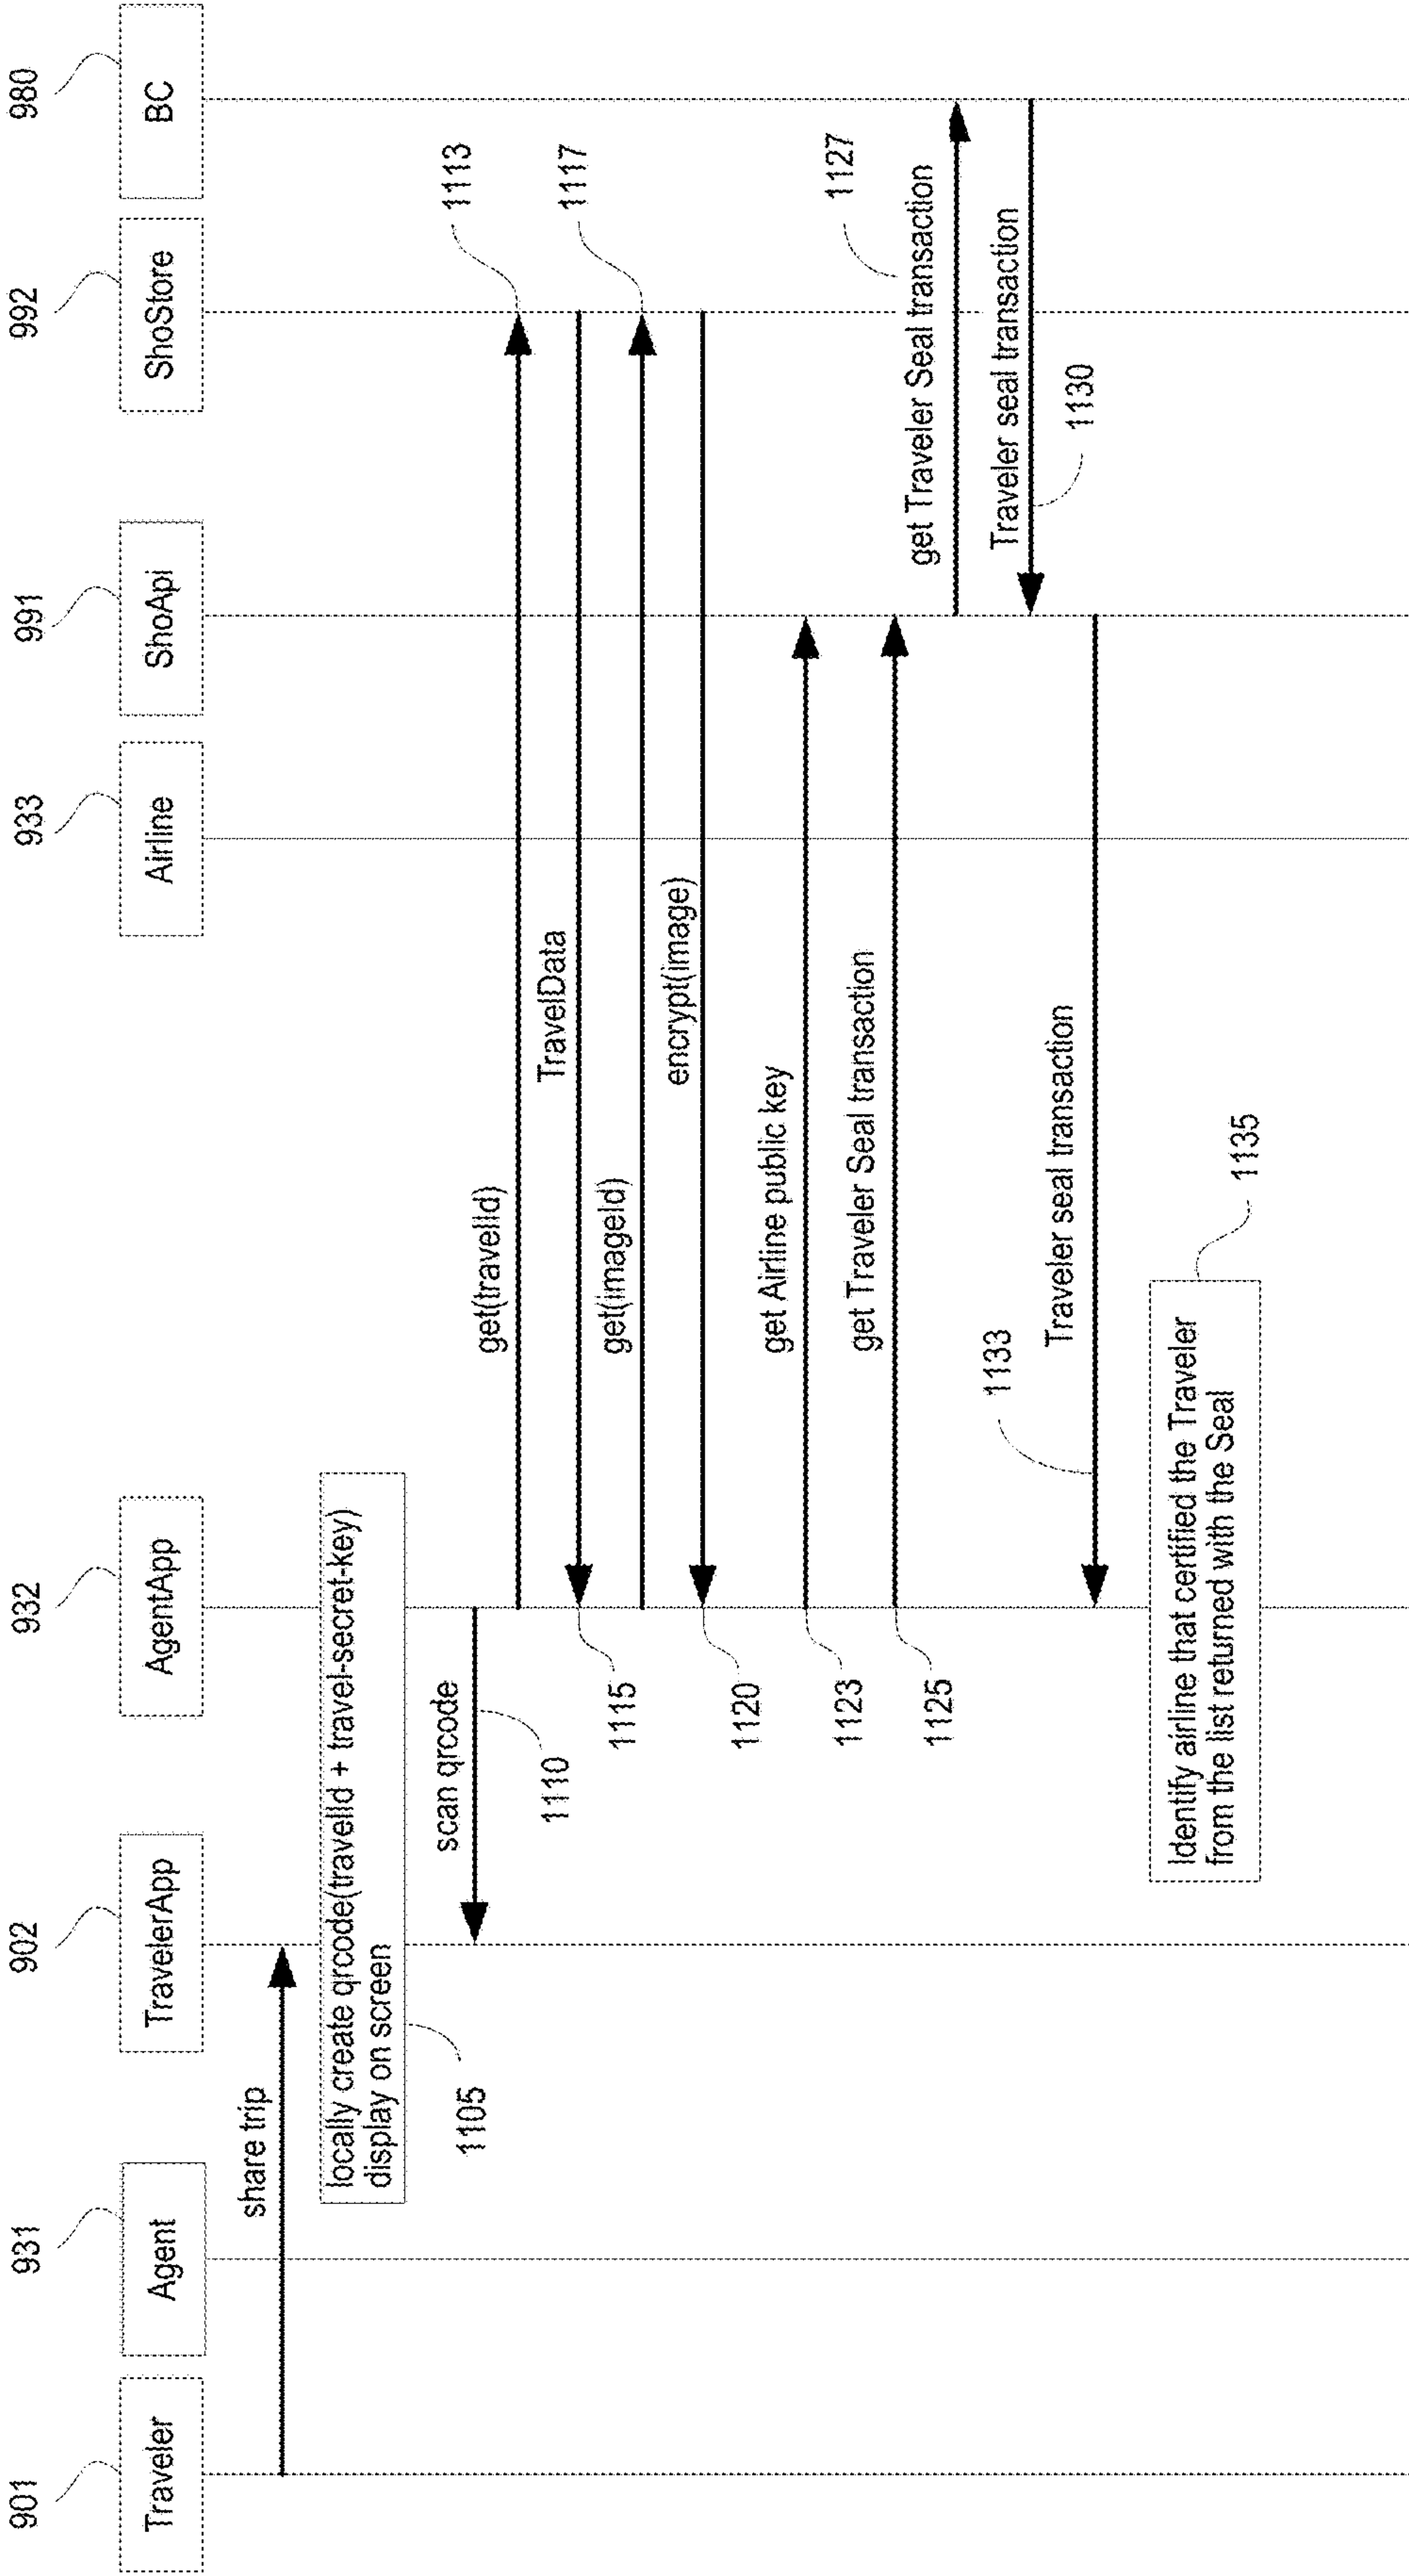 901
931
902
932
933
991
992
980
Traveler
Agent
TravelerApp
AgentApp
Airline
ShoApi
ShoStore
BC
share trip
locally create qrcode(travelId + travel-secret-key)
display on screen
1105
scan qrcode
1110
get(travelId)
1113
TravelData
1115
get(imageId)
1117
encrypt(image)
1120
get Airline public key
1123
get Traveler Seal transaction
1125
get Traveler Seal transaction
1127
Traveler seal transaction
1130
Traveler seal transaction
1133
Identify airline that certified the Traveler
from the list returned with the Seal
1135